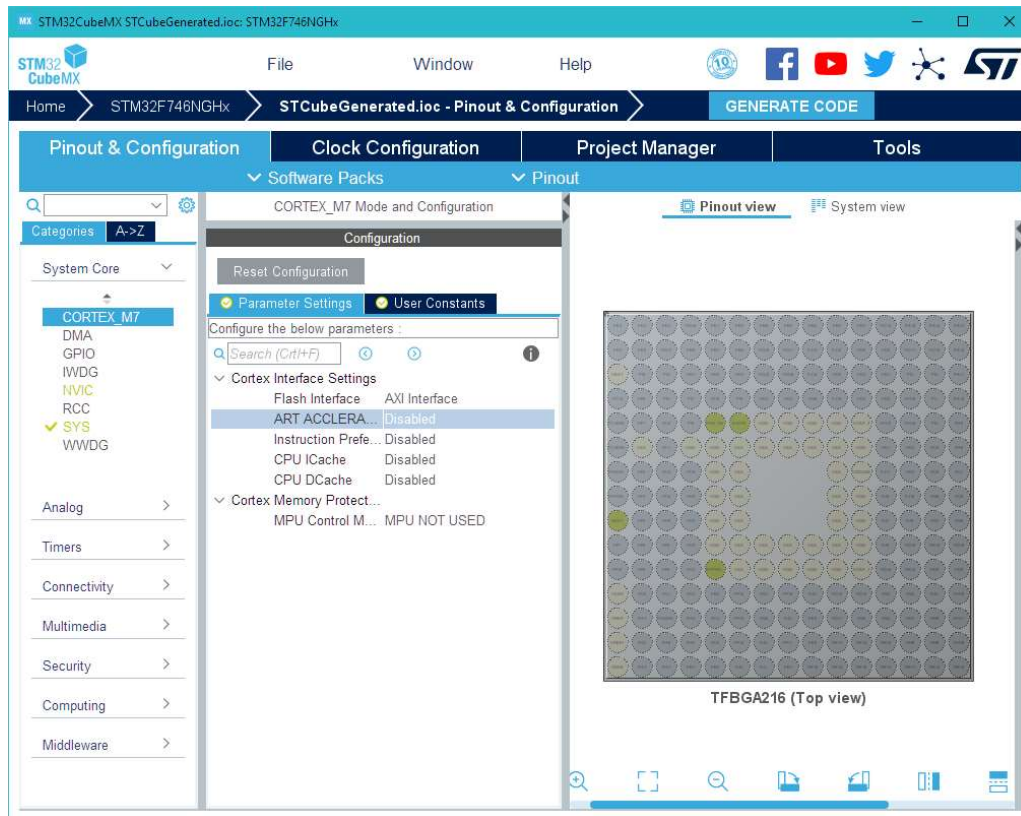 MX STM32CubeMX STCubeGenerated.ioc: STM32F746NGHx
STM32 CubeMX
File Window Help
10
ST
Home STM32F746NGHx STCubeGenerated.ioc - Pinout & Configuration GENERATE CODE
Pinout & Configuration Clock Configuration Project Manager Tools
Software Packs Pinout
Categories A->Z
System Core
CORTEX_M7
DMA
GPIO
IWDG
NVIC
RCC
SYS
WWDG
Analog
Timers
Connectivity
Multimedia
Security
Computing
Middleware
CORTEX_M7 Mode and Configuration
Configuration
Reset Configuration
Parameter Settings User Constants
Configure the below parameters :
Search (Crtl+F)
Cortex Interface Settings
Flash Interface AXI Interface
ART ACCLERA... Disabled
Instruction Prefe... Disabled
CPU ICache Disabled
CPU DCache Disabled
Cortex Memory Protect...
MPU Control M... MPU NOT USED
Pinout view System view
TFBGA216 (Top view)